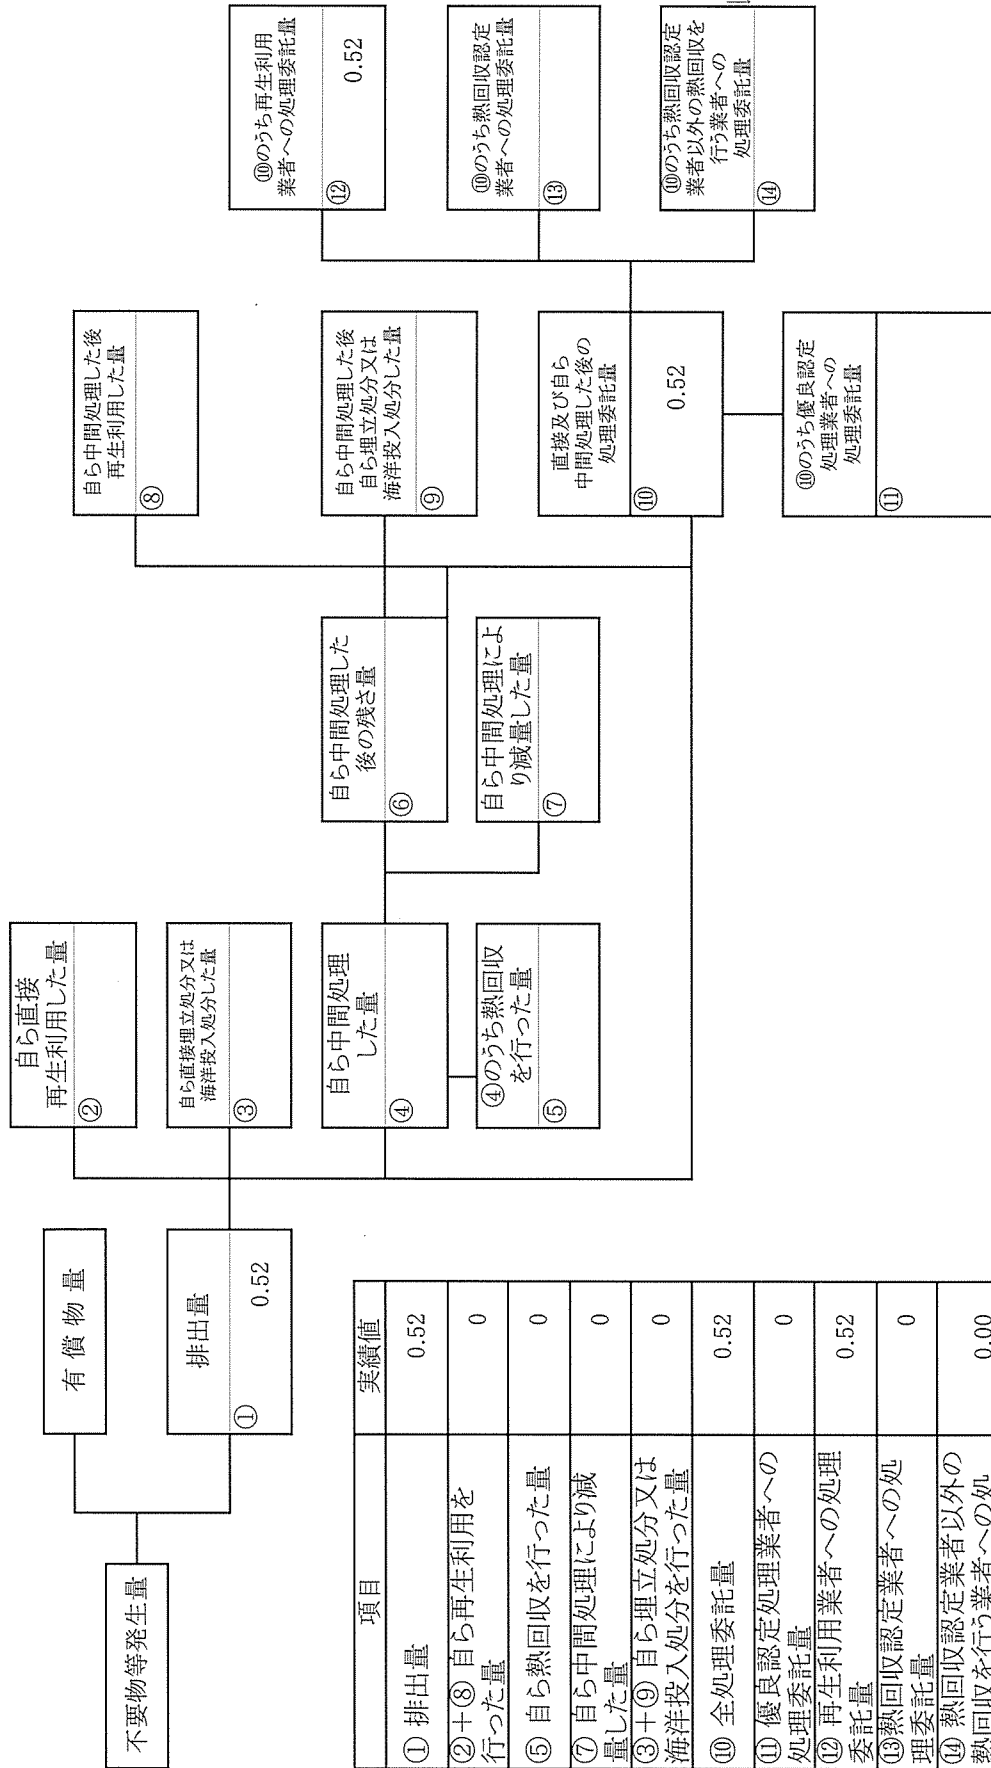 不要物等発生量
有 償 物 量
排出量
①
0.52
自ら直接
再生利用した量
②
自ら直接埋立処分又は
海洋投入処分した量
③
自ら中間処理
した量
④
④のうち熱回収
を行った量
⑤
自ら中間処理した
後の残さ量
⑥
自ら中間処理によ
り減量した量
⑦
自ら中間処理した後
再生利用した量
⑧
自ら中間処理した後
自ら埋立処分又は
海洋投入処分した量
⑨
直接及び自ら
中間処理した後の
処理委託量
⑩
0.52
⑩のうち優良認定
処理業者への
処理委託量
⑪
⑩のうち再生利用
業者への処理委託量
⑫
0.52
⑩のうち熱回収認定
業者への処理委託量
⑬
⑩のうち熱回収認定
業者以外の熱回収を
行う業者への
処理委託量
⑭
項目 実績値
① 排出量 0.52
②+⑧ 自ら再生利用を
行った量 0
⑤ 自ら熱回収を行った量 0
⑦ 自ら中間処理により減
量した量 0
③+⑨ 自ら埋立処分又は
海洋投入処分を行った量 0
⑩ 全処理委託量 0.52
⑪ 優良認定処理業者への
処理委託量 0
⑫ 再生利用業者への処理
委託量 0.52
⑬熱回収認定業者への処
理委託量 0
⑭ 熱回収認定業者以外の
熱回収を行う業者への処 0.00